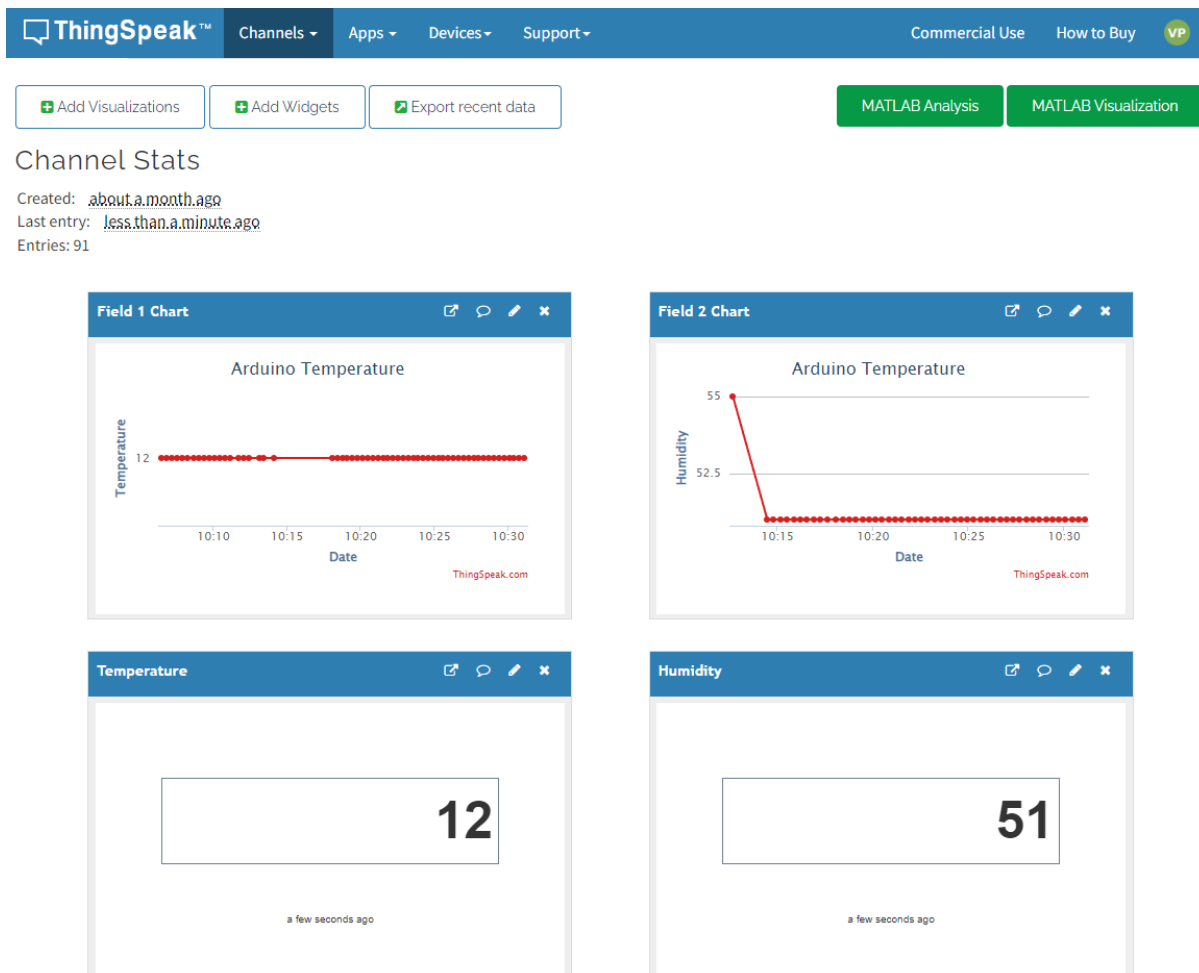 ThingSpeak™ Channels Apps Devices Support Commercial Use How to Buy VP
Add Visualizations Add Widgets Export recent data MATLAB Analysis MATLAB Visualization
Channel Stats
Created: about a month ago
Last entry: less than a minute ago
Entries: 91
Field 1 Chart
Arduino Temperature
Temperature
12
10:10 10:15 10:20 10:25 10:30
Date
ThingSpeak.com
Field 2 Chart
Arduino Temperature
Humidity
55
52.5
10:15 10:20 10:25 10:30
Date
ThingSpeak.com
Temperature
12
a few seconds ago
Humidity
51
a few seconds ago